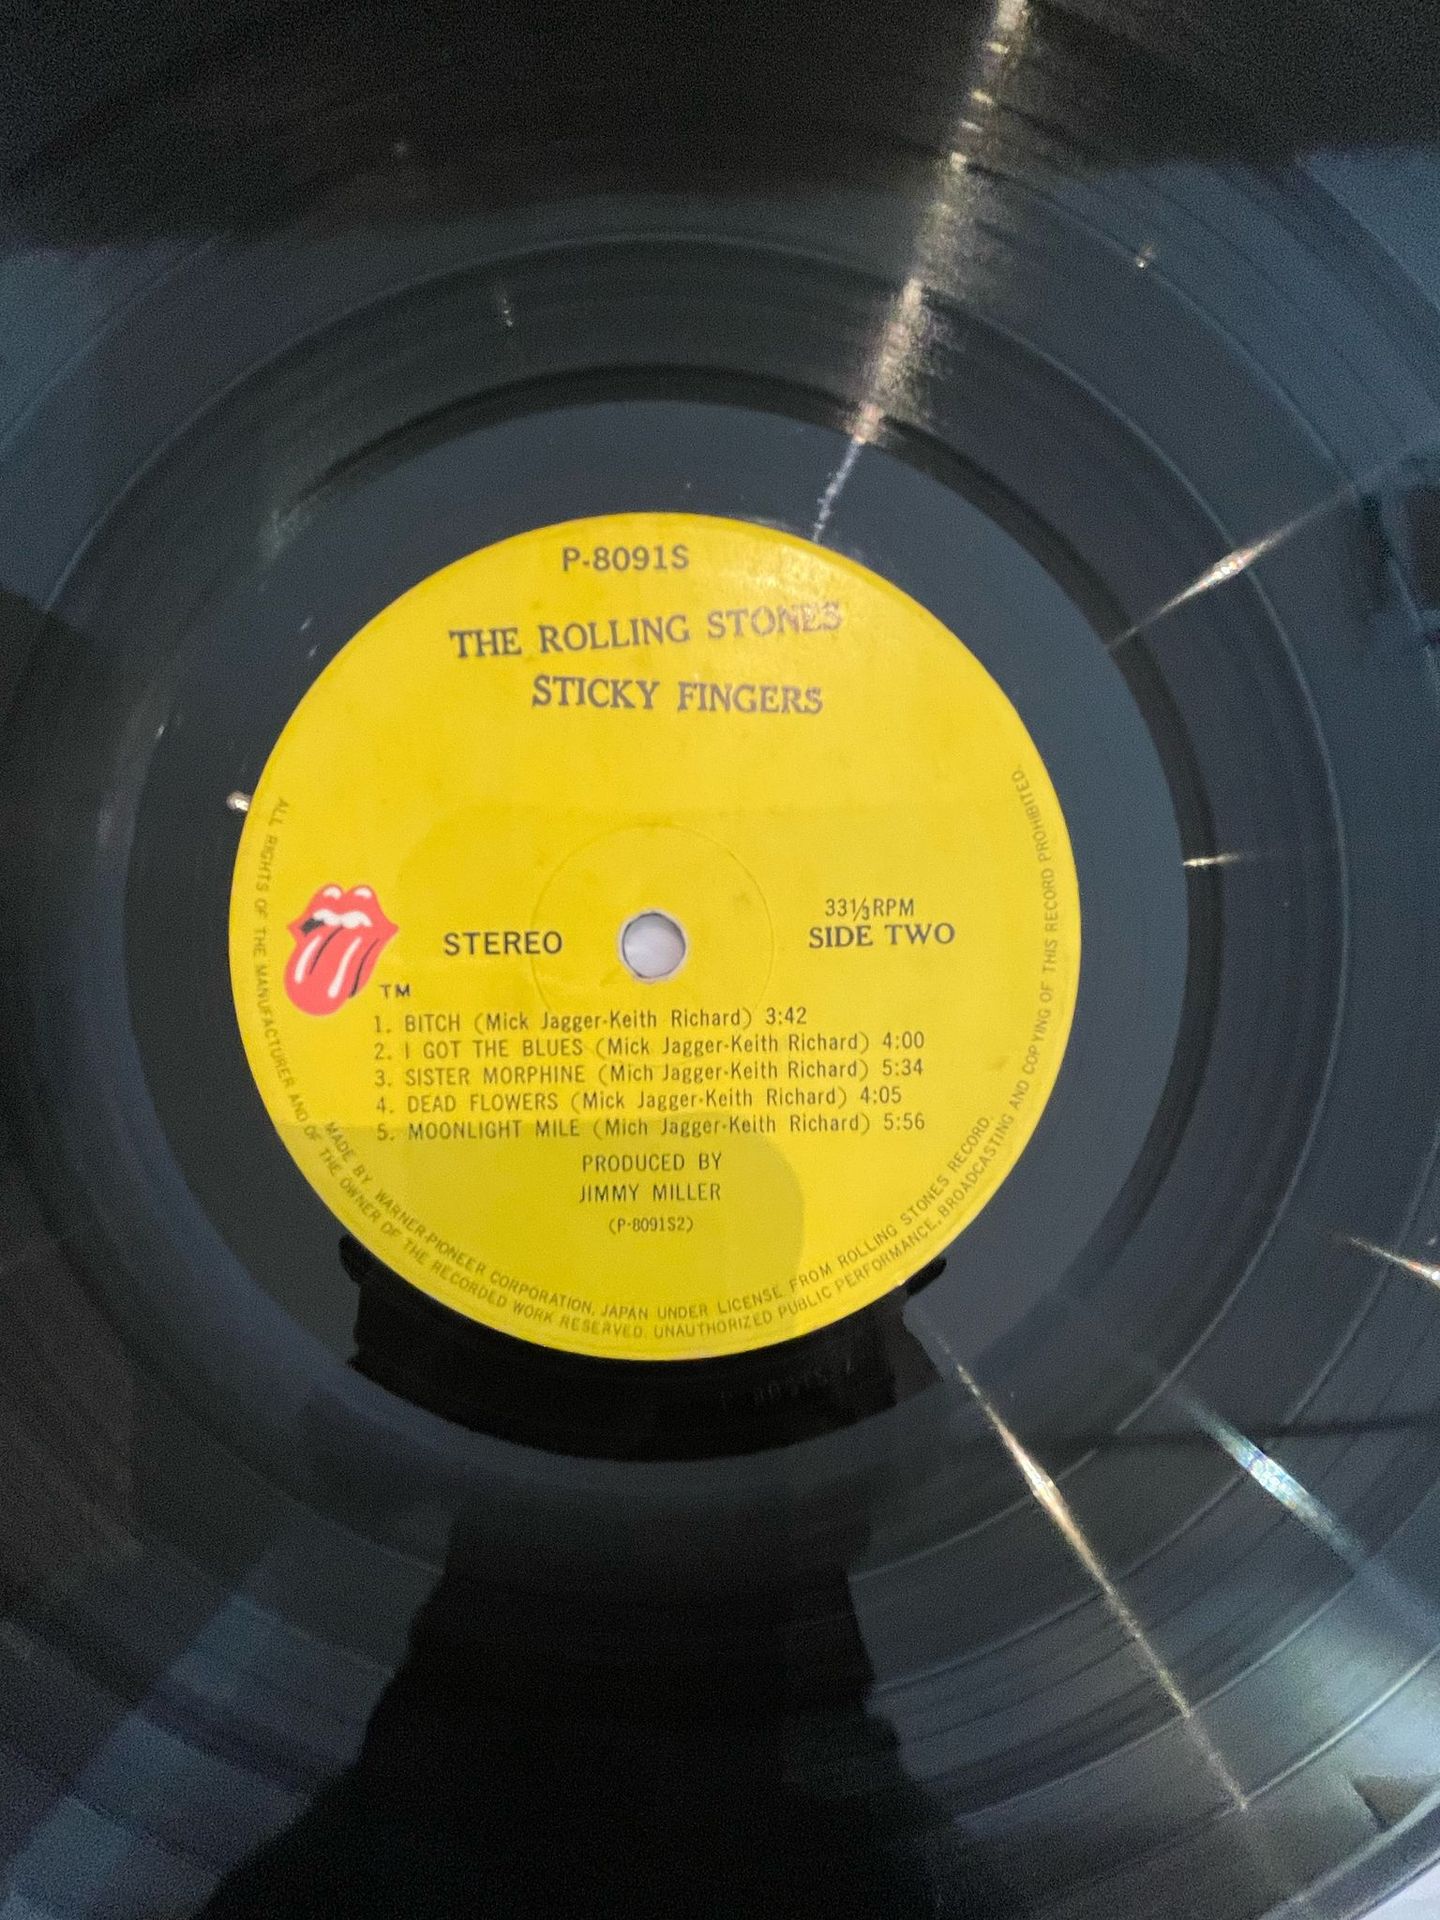 P-8091S
THE ROLLING STONES
STICKY FINGERS
33 1/3 RPM
STEREO
SIDE TWO
TM
1. BITCH (Mick Jagger-Keith Richard) 3:42
2. I GOT THE BLUES (Mick Jagger-Keith Richard) 4:00
3. SISTER MORPHINE (Mich Jagger-Keith Richard) 5:34
4. DEAD FLOWERS (Mick Jagger-Keith Richard) 4:05
5. MOONLIGHT MILE (Mich Jagger-Keith Richard) 5:56
PRODUCED BY
JIMMY MILLER
(P-8091S2)
MADE BY WARNER-PIONEER CORPORATION, JAPAN UNDER LICENSE FROM ROLLING STONES RECORD.
ALL RIGHTS OF THE MANUFACTURER AND OF THE OWNER OF THE RECORDED WORK RESERVED. UNAUTHORIZED PUBLIC PERFORMANCE, BROADCASTING AND COPYING OF THIS RECORD PROHIBITED.